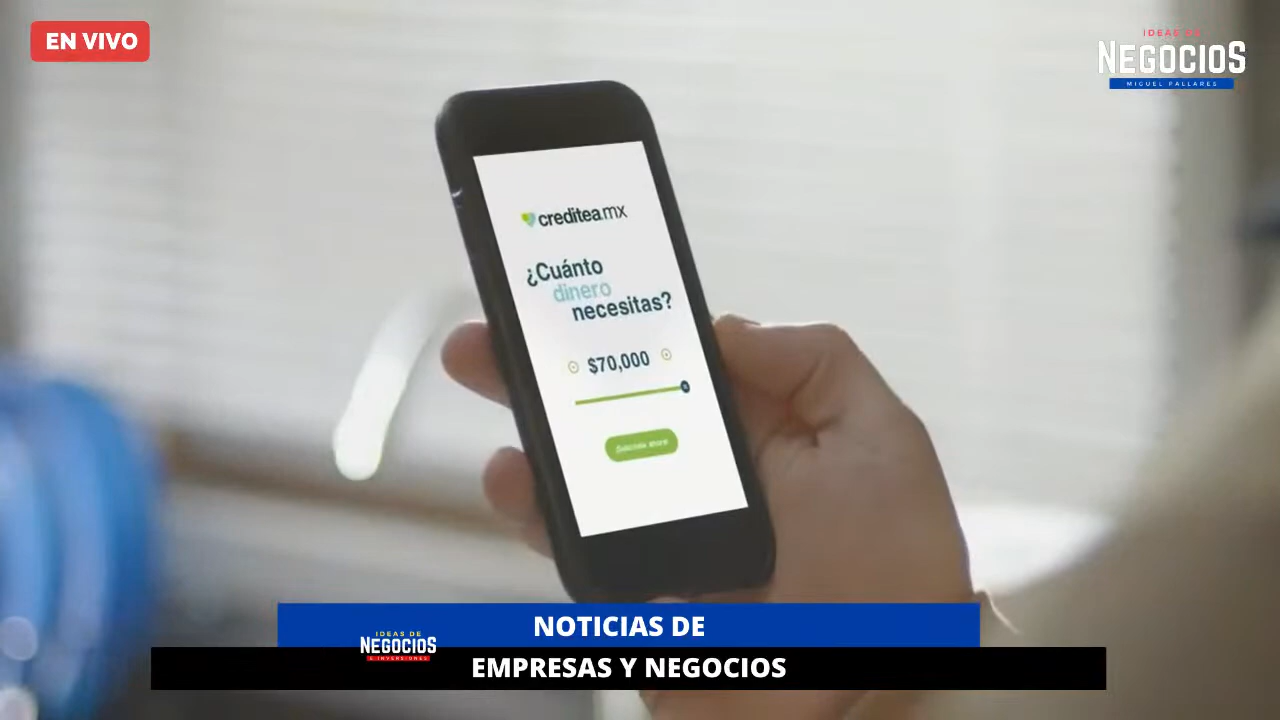 EN VIVO
IDEAS DE
NEGOCIOS
MIGUEL PALLARES
creditea.mx
¿Cuánto
dinero
necesitas?
$70,000
NOTICIAS DE
IDEAS DE
NEGOCIOS
E INVERSIONES
EMPRESAS Y NEGOCIOS